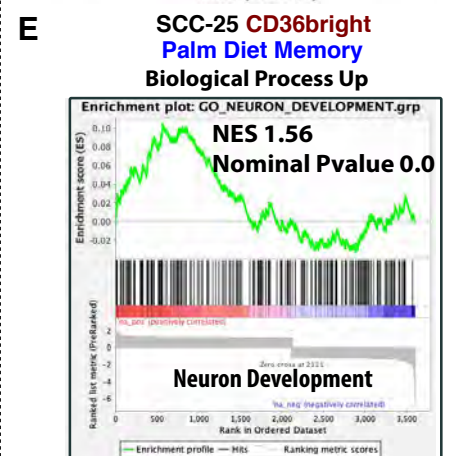 E
SCC-25 CD36bright
Palm Diet Memory
Biological Process Up
Enrichment plot: GO_NEURON_DEVELOPMENT.grp
NES 1.56
Nominal Pvalue 0.0
Enrichment score (ES)
0.10
0.08
0.06
0.04
0.02
0.00
-0.02
'na_pos' (positively correlated)
Ranked list metric (PreRanked)
2
0
-2
-4
-6
Zero cross at 2121
Neuron Development
'na_neg' (negatively correlated)
0 500 1,000 1,500 2,000 2,500 3,000 3,500
Rank in Ordered Dataset
Enrichment profile Hits Ranking metric scores